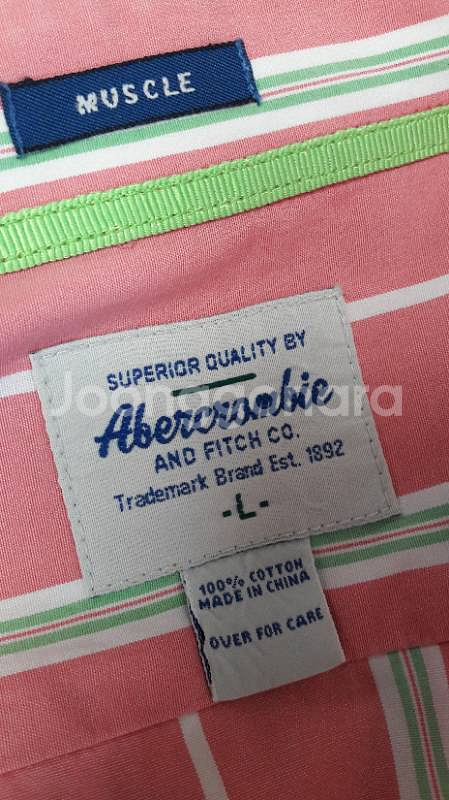 MUSCLE
SUPERIOR QUALITY BY
Abercrombie
AND FITCH CO.
Trademark Brand Est. 1892
-L-
100% COTTON
MADE IN CHINA
OVER FOR CARE
Joonggonara